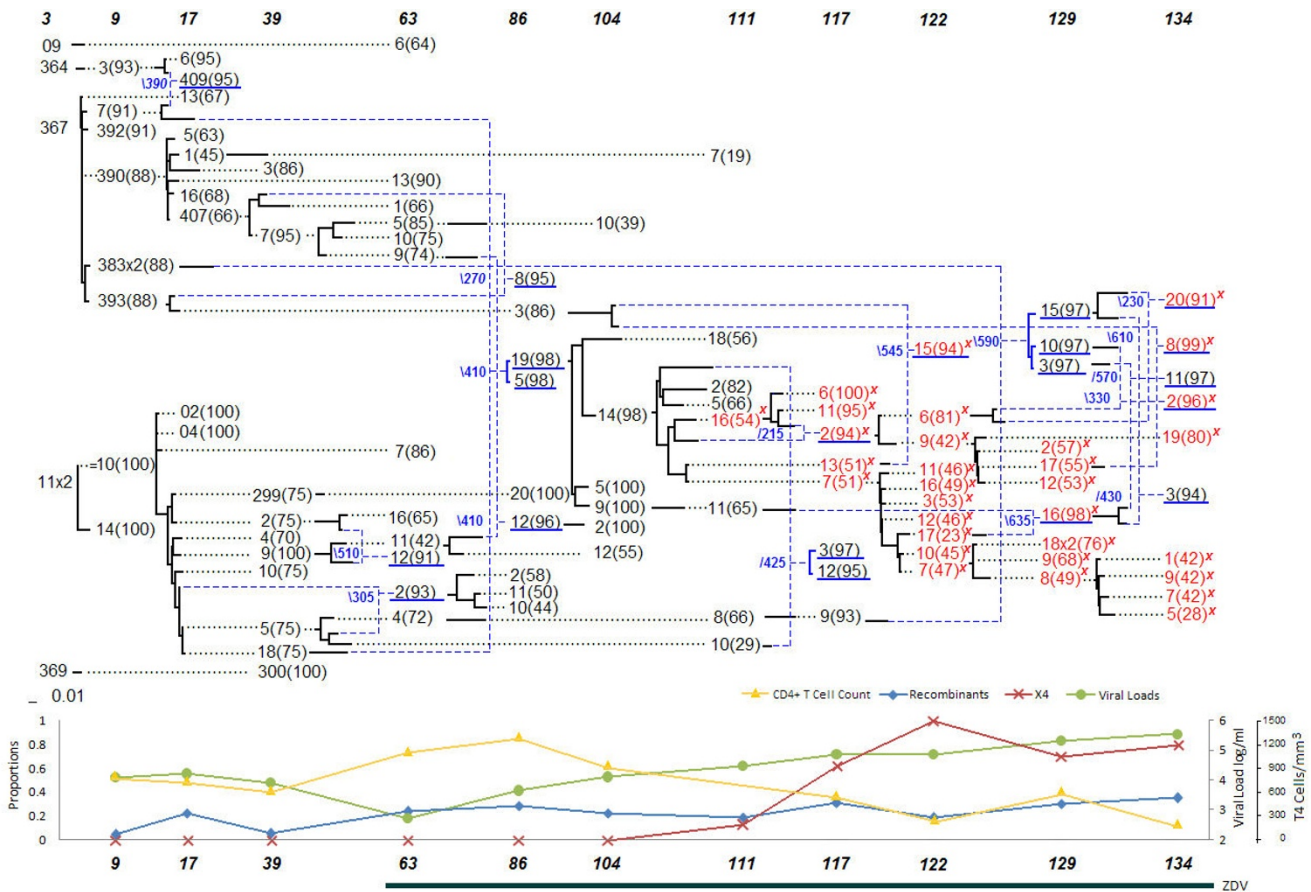 3 9 17 39 63 86 104 111 117 122 129 134
09 6(64)
6(95)
364 3(93)
\390 409(95)
13(67)
7(91)
367 392(91)
5(63)
1(45) 7(19)
3(86)
390(88) 13(90)
16(68)
1(66)
407(66)
5(85) 10(39)
7(95) 10(75)
9(74)
383x2(88)
\270 8(95)
393(88) \230 20(91)x
3(86) 15(97)
18(56) \590 \610
\545 15(94)x 10(97) 8(99)x
19(98) 3(97)
\410 5(98) /570 11(97)
2(82) 6(100)x \330 2(96)x
02(100) 14(98) 5(66) 11(95)x 6(81)x
04(100) 16(54)x
/215 2(94)x 9(42)x 19(80)x
7(86) 2(57)x
=10(100) 13(51)x 11(46)x 17(55)x
11x2 7(51)x 16(49)x 12(53)x
299(75) 20(100) 5(100) 3(53)x /430 3(94)
9(100) 11(65)
2(75) 16(65) \410 12(96) 2(100) 12(46)x \635 16(98)x
14(100) 4(70) 11(42) 17(23)x 18x2(76)x
9(100) \510 12(91) 12(55) 3(97) 10(45)x 9(68)x 1(42)x
10(75) /425 12(95) 7(47)x 8(49)x 9(42)x
2(58)
\305 2(93) 11(50) 7(42)x
10(44) 5(28)x
5(75) 4(72) 8(66) 9(93)
18(75) 10(29)
369 300(100)
_ 0.01
CD4+ T Cell Count Recombinants X4 Viral Loads
Proportions
1
0.8
0.6
0.4
0.2
0
6
5
4
3
2
Viral Load log/ml
1500
1200
900
600
300
0
T4 Cells/mm3
9 17 39 63 86 104 111 117 122 129 134
ZDV